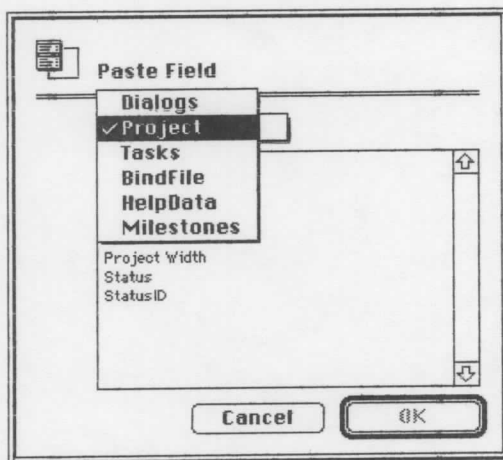 Paste Field
Dialogs
✓Project
Tasks
BindFile
HelpData
Milestones
Project Width
Status
StatusID
Cancel
OK